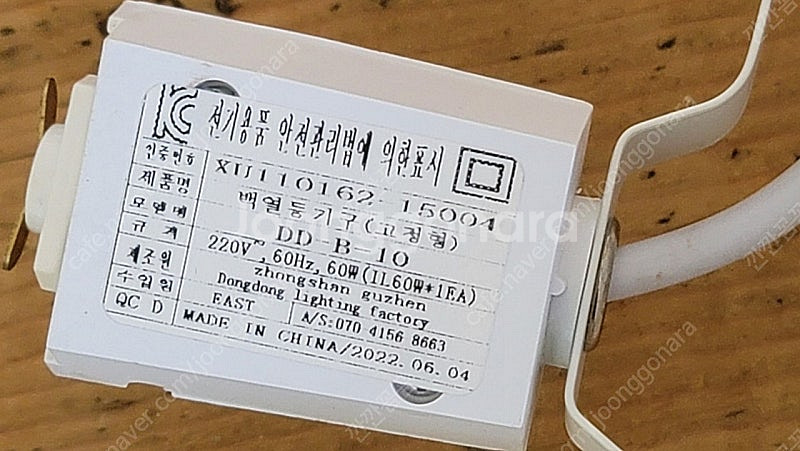 전기용품 안전관리법에 의한표시
인증번호 XU110162-15004
제품명 백열등기구(고정형)
모델명 DD-B-10
규격 220V~,60Hz,60W(IL60W*1EA)
제조원 zhongshan guzhen
Dongdong lighting factory
수입원 EAST A/S:070 4156 8663
QC D MADE IN CHINA/2022.06.04
joonggonara